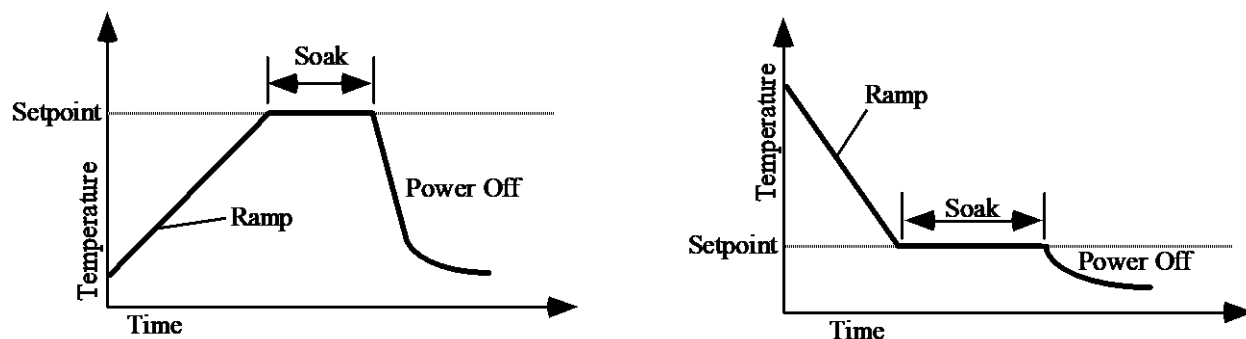 Soak
Setpoint
Temperature
Ramp
Power Off
Time
Temperature
Ramp
Soak
Setpoint
Power Off
Time